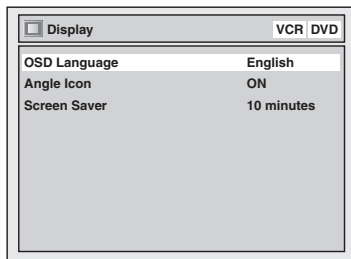 Display VCR DVD
OSD Language English
Angle Icon ON
Screen Saver 10 minutes